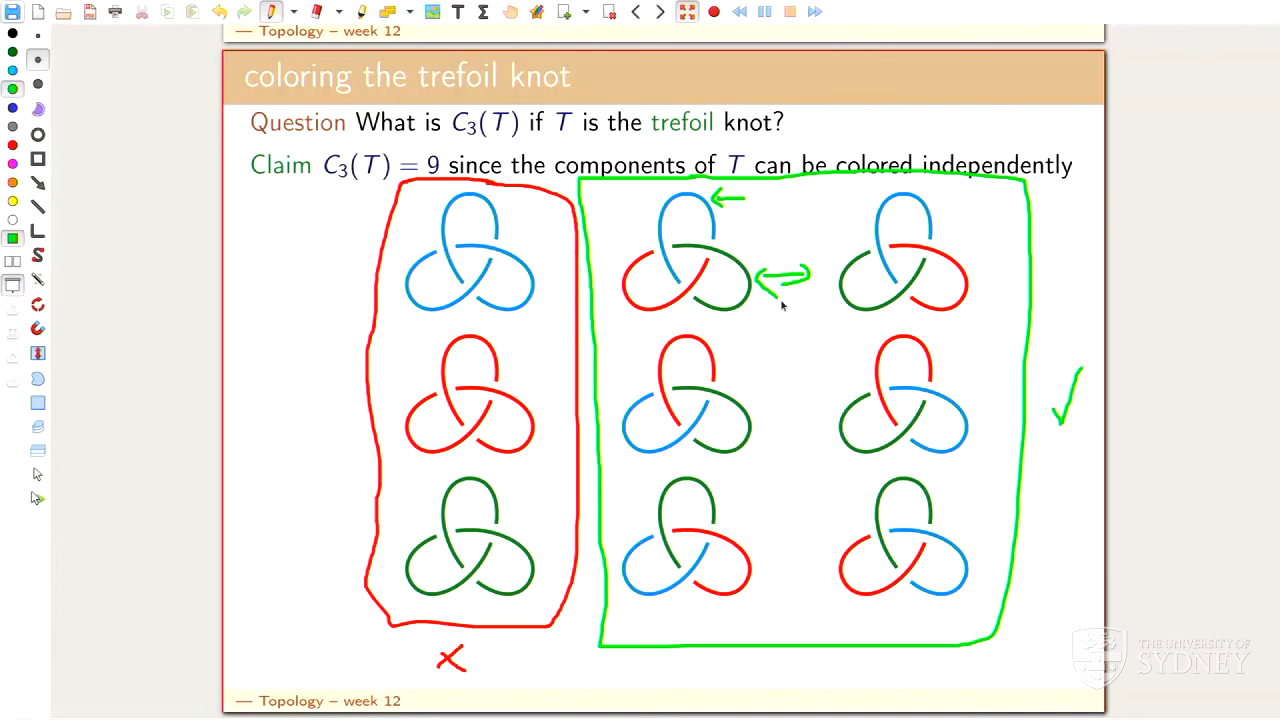 — Topology – week 12
coloring the trefoil knot
Question What is C₃(T) if T is the trefoil knot?
Claim C₃(T) = 9 since the components of T can be colored independently
THE UNIVERSITY OF
SYDNEY
— Topology – week 12